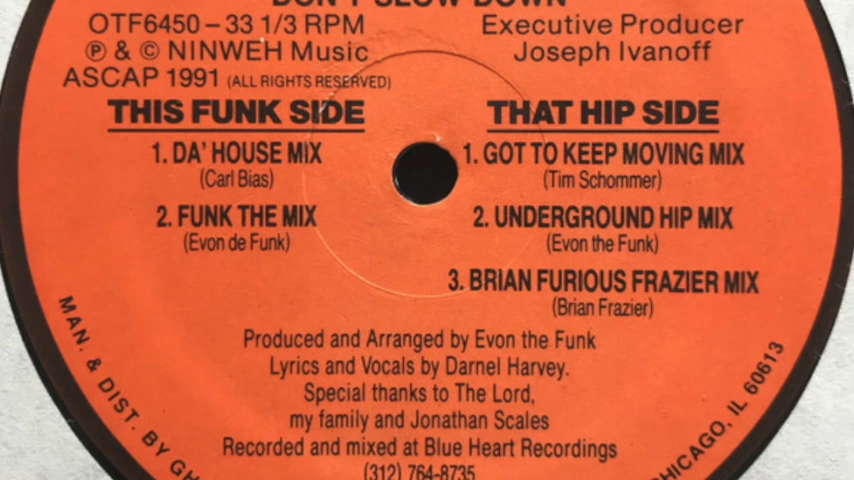 DON'T SLOW DOWN
OTF6450 – 33 1/3 RPM
℗ & © NINWEH Music
ASCAP 1991 (ALL RIGHTS RESERVED)
Executive Producer
Joseph Ivanoff
THIS FUNK SIDE
1. DA' HOUSE MIX
(Carl Bias)
2. FUNK THE MIX
(Evon de Funk)
THAT HIP SIDE
1. GOT TO KEEP MOVING MIX
(Tim Schommer)
2. UNDERGROUND HIP MIX
(Evon the Funk)
3. BRIAN FURIOUS FRAZIER MIX
(Brian Frazier)
Produced and Arranged by Evon the Funk
Lyrics and Vocals by Darnel Harvey.
Special thanks to The Lord,
my family and Jonathan Scales
Recorded and mixed at Blue Heart Recordings
(312) 764-8735
MAN. & DIST. BY GH
CHICAGO, IL 60613